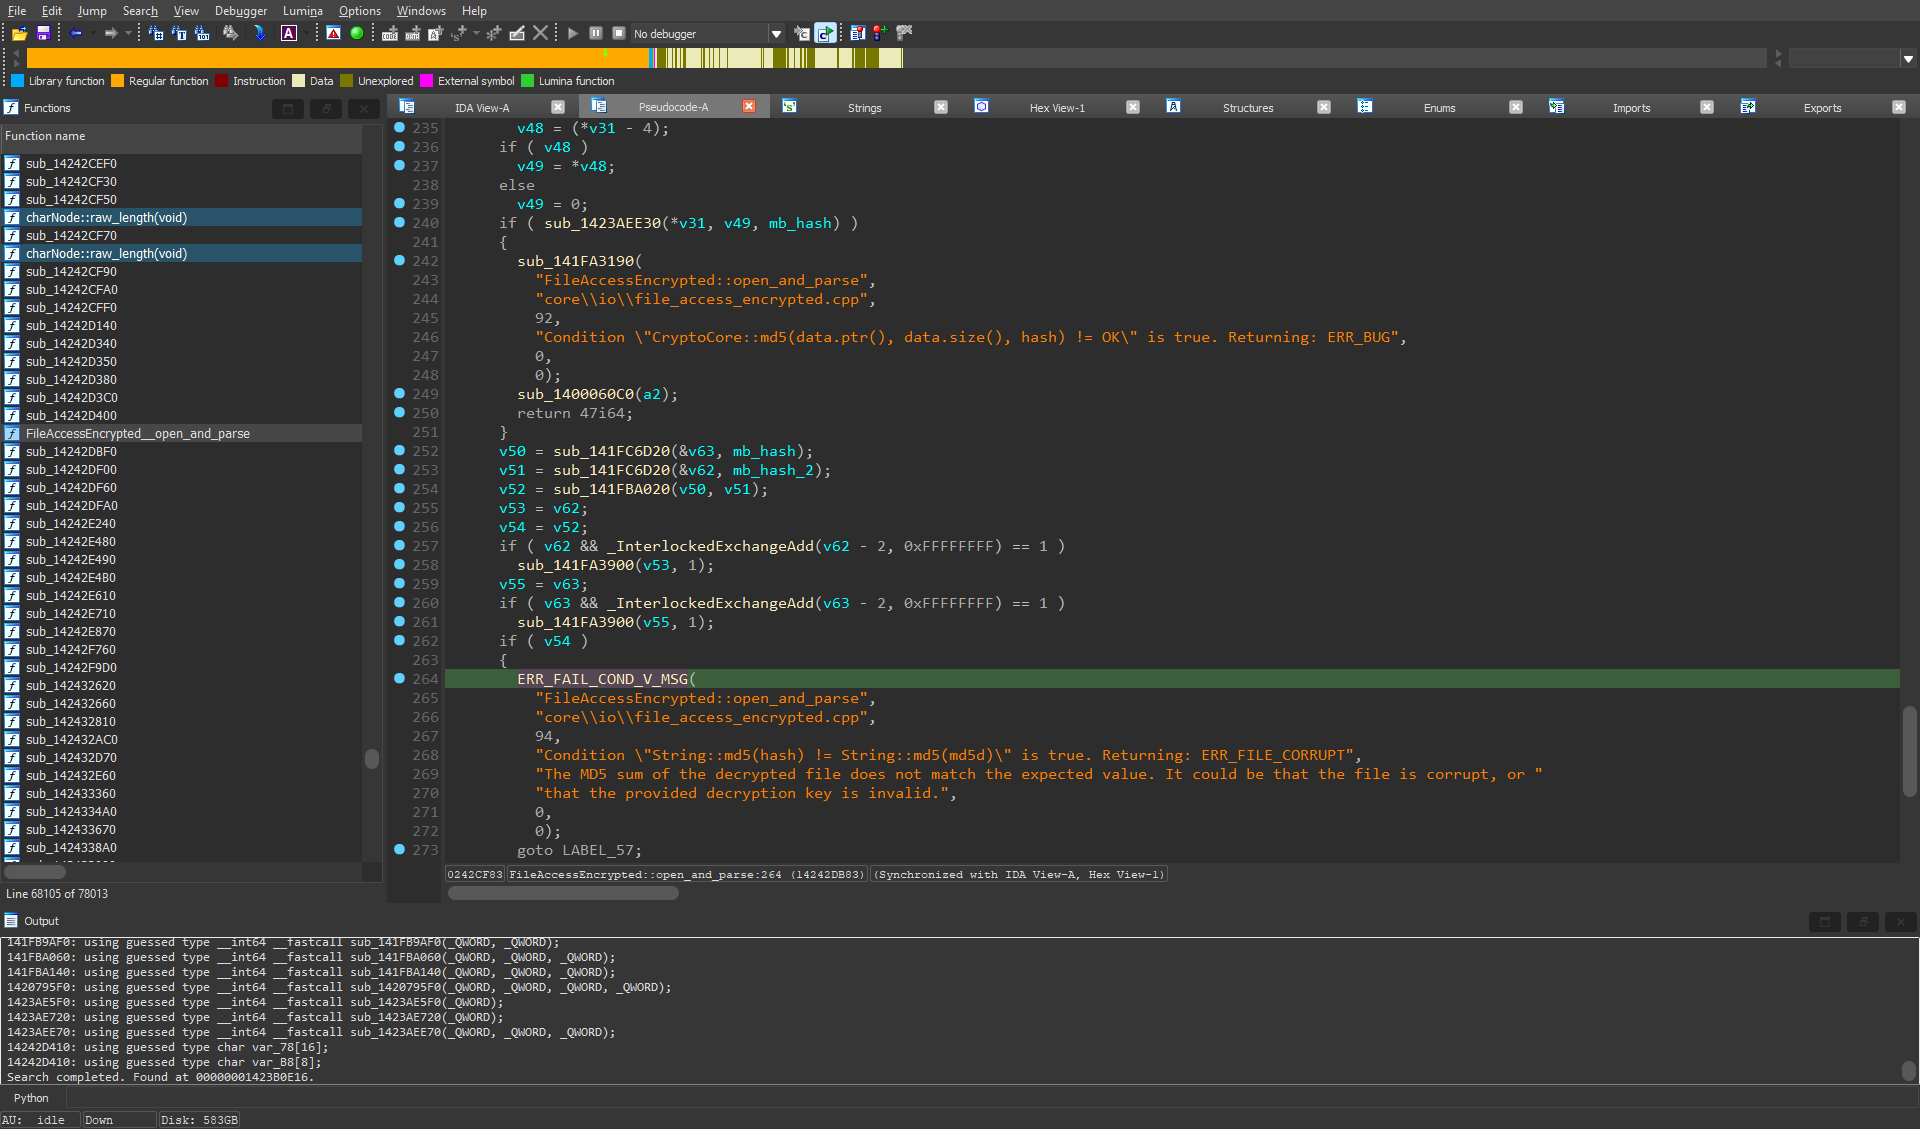 File Edit Jump Search View Debugger Lumina Options Windows Help
No debugger
Library function Regular function Instruction Data Unexplored External symbol Lumina function
Functions
Function name
sub_14242CEF0
sub_14242CF30
sub_14242CF50
charNode::raw_length(void)
sub_14242CF70
charNode::raw_length(void)
sub_14242CF90
sub_14242CFA0
sub_14242CFF0
sub_14242D140
sub_14242D340
sub_14242D350
sub_14242D380
sub_14242D3C0
sub_14242D400
FileAccessEncrypted__open_and_parse
sub_14242DBF0
sub_14242DF00
sub_14242DF60
sub_14242DFA0
sub_14242E240
sub_14242E480
sub_14242E490
sub_14242E4B0
sub_14242E610
sub_14242E710
sub_14242E870
sub_14242F760
sub_14242F9D0
sub_142432620
sub_142432660
sub_142432810
sub_142432AC0
sub_142432D70
sub_142432E60
sub_142433360
sub_1424334A0
sub_142433670
sub_1424338A0
Line 68105 of 78013
IDA View-A Pseudocode-A Strings Hex View-1 Structures Enums Imports Exports
235 v48 = (*v31 - 4);
236 if ( v48 )
237 v49 = *v48;
238 else
239 v49 = 0;
240 if ( sub_1423AEE30(*v31, v49, mb_hash) )
241 {
242 sub_141FA3190(
243 "FileAccessEncrypted::open_and_parse",
244 "core\\io\\file_access_encrypted.cpp",
245 92,
246 "Condition \"CryptoCore::md5(data.ptr(), data.size(), hash) != OK\" is true. Returning: ERR_BUG",
247 0,
248 0);
249 sub_1400060C0(a2);
250 return 47i64;
251 }
252 v50 = sub_141FC6D20(&v63, mb_hash);
253 v51 = sub_141FC6D20(&v62, mb_hash_2);
254 v52 = sub_141FBA020(v50, v51);
255 v53 = v62;
256 v54 = v52;
257 if ( v62 && _InterlockedExchangeAdd(v62 - 2, 0xFFFFFFFF) == 1 )
258 sub_141FA3900(v53, 1);
259 v55 = v63;
260 if ( v63 && _InterlockedExchangeAdd(v63 - 2, 0xFFFFFFFF) == 1 )
261 sub_141FA3900(v55, 1);
262 if ( v54 )
263 {
264 ERR_FAIL_COND_V_MSG(
265 "FileAccessEncrypted::open_and_parse",
266 "core\\io\\file_access_encrypted.cpp",
267 94,
268 "Condition \"String::md5(hash) != String::md5(md5d)\" is true. Returning: ERR_FILE_CORRUPT",
269 "The MD5 sum of the decrypted file does not match the expected value. It could be that the file is corrupt, or "
270 "that the provided decryption key is invalid.",
271 0,
272 0);
273 goto LABEL_57;
0242CF83 FileAccessEncrypted::open_and_parse:264 (14242DB83) (Synchronized with IDA View-A, Hex View-1)
Output
141FB9AF0: using guessed type __int64 __fastcall sub_141FB9AF0(_QWORD, _QWORD);
141FBA060: using guessed type __int64 __fastcall sub_141FBA060(_QWORD, _QWORD, _QWORD);
141FBA140: using guessed type __int64 __fastcall sub_141FBA140(_QWORD, _QWORD, _QWORD);
1420795F0: using guessed type __int64 __fastcall sub_1420795F0(_QWORD, _QWORD, _QWORD, _QWORD);
1423AE5F0: using guessed type __int64 __fastcall sub_1423AE5F0(_QWORD);
1423AE720: using guessed type __int64 __fastcall sub_1423AE720(_QWORD);
1423AEE70: using guessed type __int64 __fastcall sub_1423AEE70(_QWORD, _QWORD, _QWORD);
14242D410: using guessed type char var_78[16];
14242D410: using guessed type char var_B8[8];
Search completed. Found at 00000001423B0E16.
Python
AU: idle Down Disk: 583GB